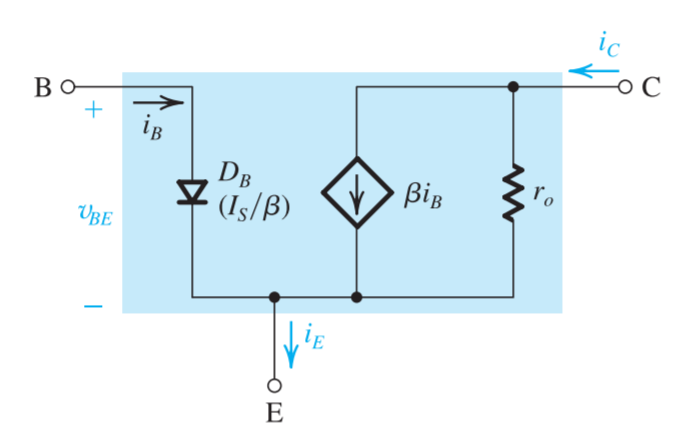 i_C
B
C
+
i_B
D_B
(I_S/β)
βi_B
r_o
v_BE
−
i_E
E